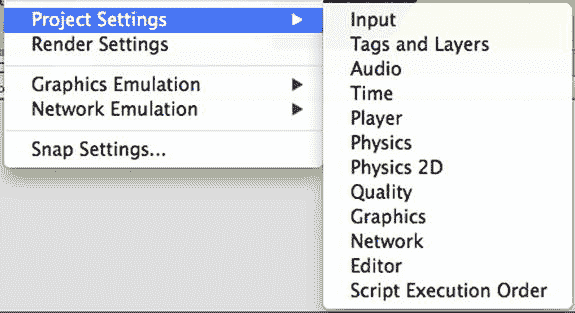 Project Settings
Render Settings
Graphics Emulation
Network Emulation
Snap Settings...
Input
Tags and Layers
Audio
Time
Player
Physics
Physics 2D
Quality
Graphics
Network
Editor
Script Execution Order